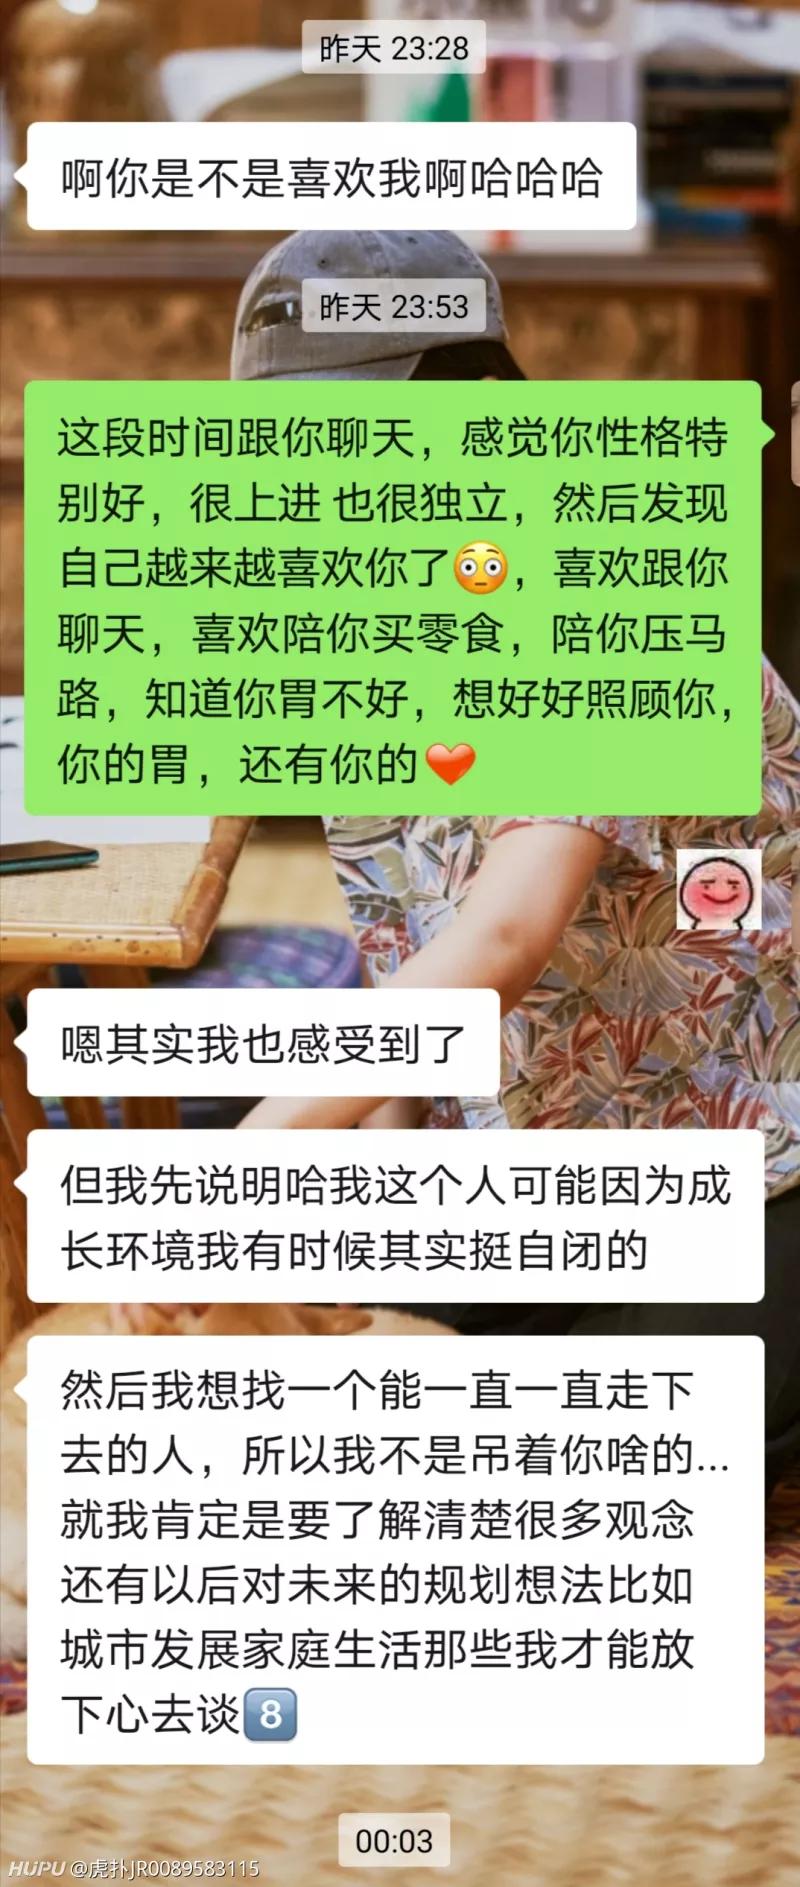 昨天 23:28
啊你是不是喜欢我啊哈哈哈
昨天 23:53
这段时间跟你聊天，感觉你性格特
别好，很上进 也很独立，然后发现
自己越来越喜欢你了😳，喜欢跟你
聊天，喜欢陪你买零食，陪你压马
路，知道你胃不好，想好好照顾你，
你的胃，还有你的❤️
嗯其实我也感受到了
但我先说明哈我这个人可能因为成
长环境我有时候其实挺自闭的
然后我想找一个能一直一直走下
去的人，所以我不是吊着你啥的...
就我肯定是要了解清楚很多观念
还有以后对未来的规划想法比如
城市发展家庭生活那些我才能放
下心去谈8️⃣
00:03
HUPU @虎扑JR0089583115